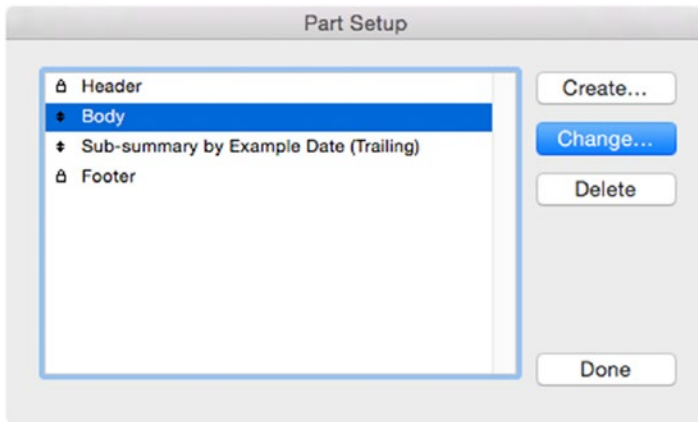 Part Setup
Header
Create...
Body
Change...
Sub-summary by Example Date (Trailing)
Footer
Delete
Done